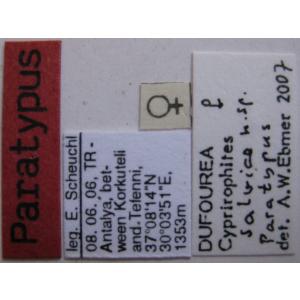 Paratypus
leg. E. Scheuchl
08. 06. 06, TR -
Antalya, bet-
ween Korkuteli
and.Tefenni,
37°08'14"N
30°03'51"E,
1353m
♀
DUFOUREA ♀
Cyprirophites
salvice n.sp.
Paratypus
det. A.W.Ebmer 2007